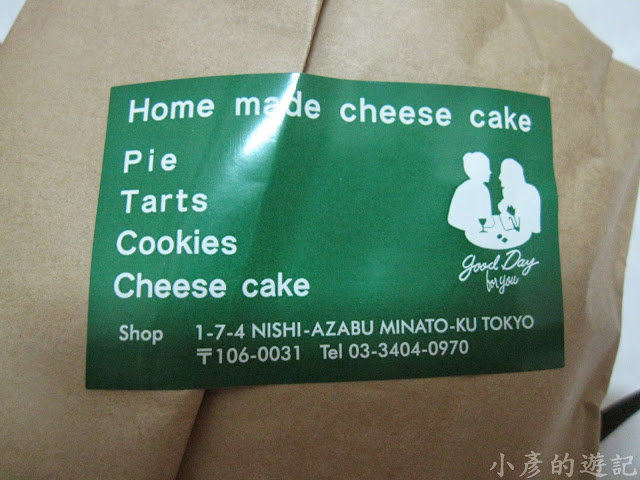 Home made cheese cake
Pie
Tarts
Cookies
Cheese cake
good Day
for you
Shop 1-7-4 NISHI-AZABU MINATO-KU TOKYO
〒106-0031 Tel 03-3404-0970
小彥的遊記